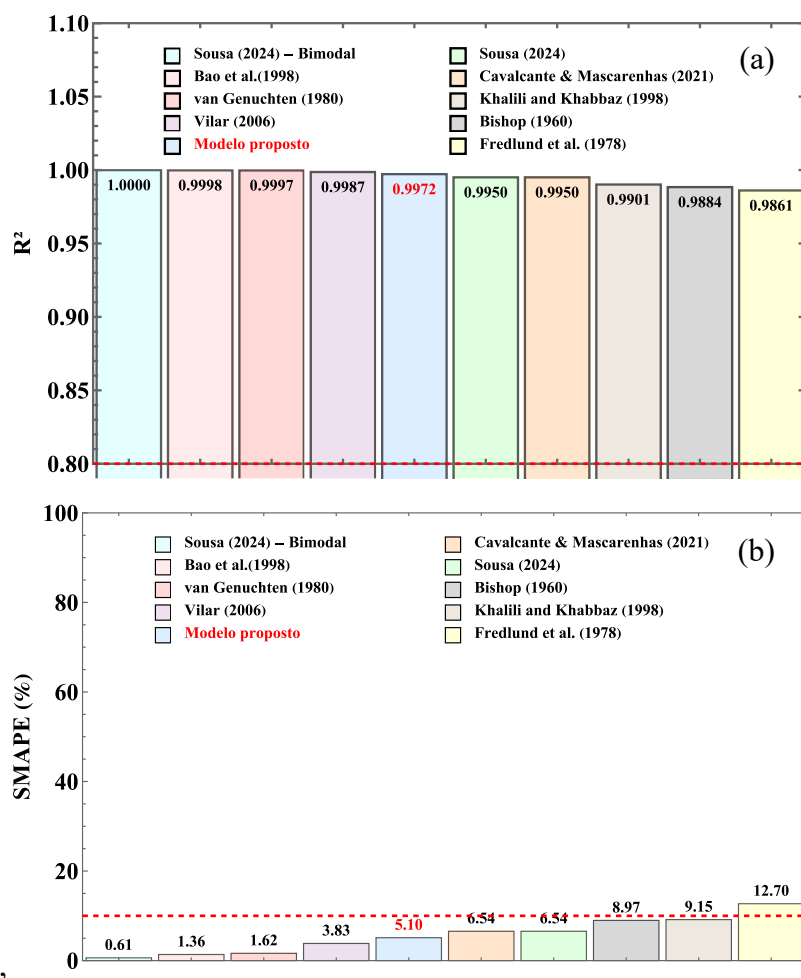 1.10
(a)
Sousa (2024) – Bimodal
Bao et al.(1998)
van Genuchten (1980)
Vilar (2006)
Modelo proposto
Sousa (2024)
Cavalcante & Mascarenhas (2021)
Khalili and Khabbaz (1998)
Bishop (1960)
Fredlund et al. (1978)
1.05
1.00
1.0000 0.9998 0.9997 0.9987 0.9972 0.9950 0.9950 0.9901 0.9884 0.9861
0.95
R²
0.90
0.85
0.80
100
(b)
Sousa (2024) – Bimodal
Bao et al.(1998)
van Genuchten (1980)
Vilar (2006)
Modelo proposto
Cavalcante & Mascarenhas (2021)
Sousa (2024)
Bishop (1960)
Khalili and Khabbaz (1998)
Fredlund et al. (1978)
80
60
SMAPE (%)
40
20
0.61 1.36 1.62 3.83 5.10 6.54 6.54 8.97 9.15 12.70
0
,